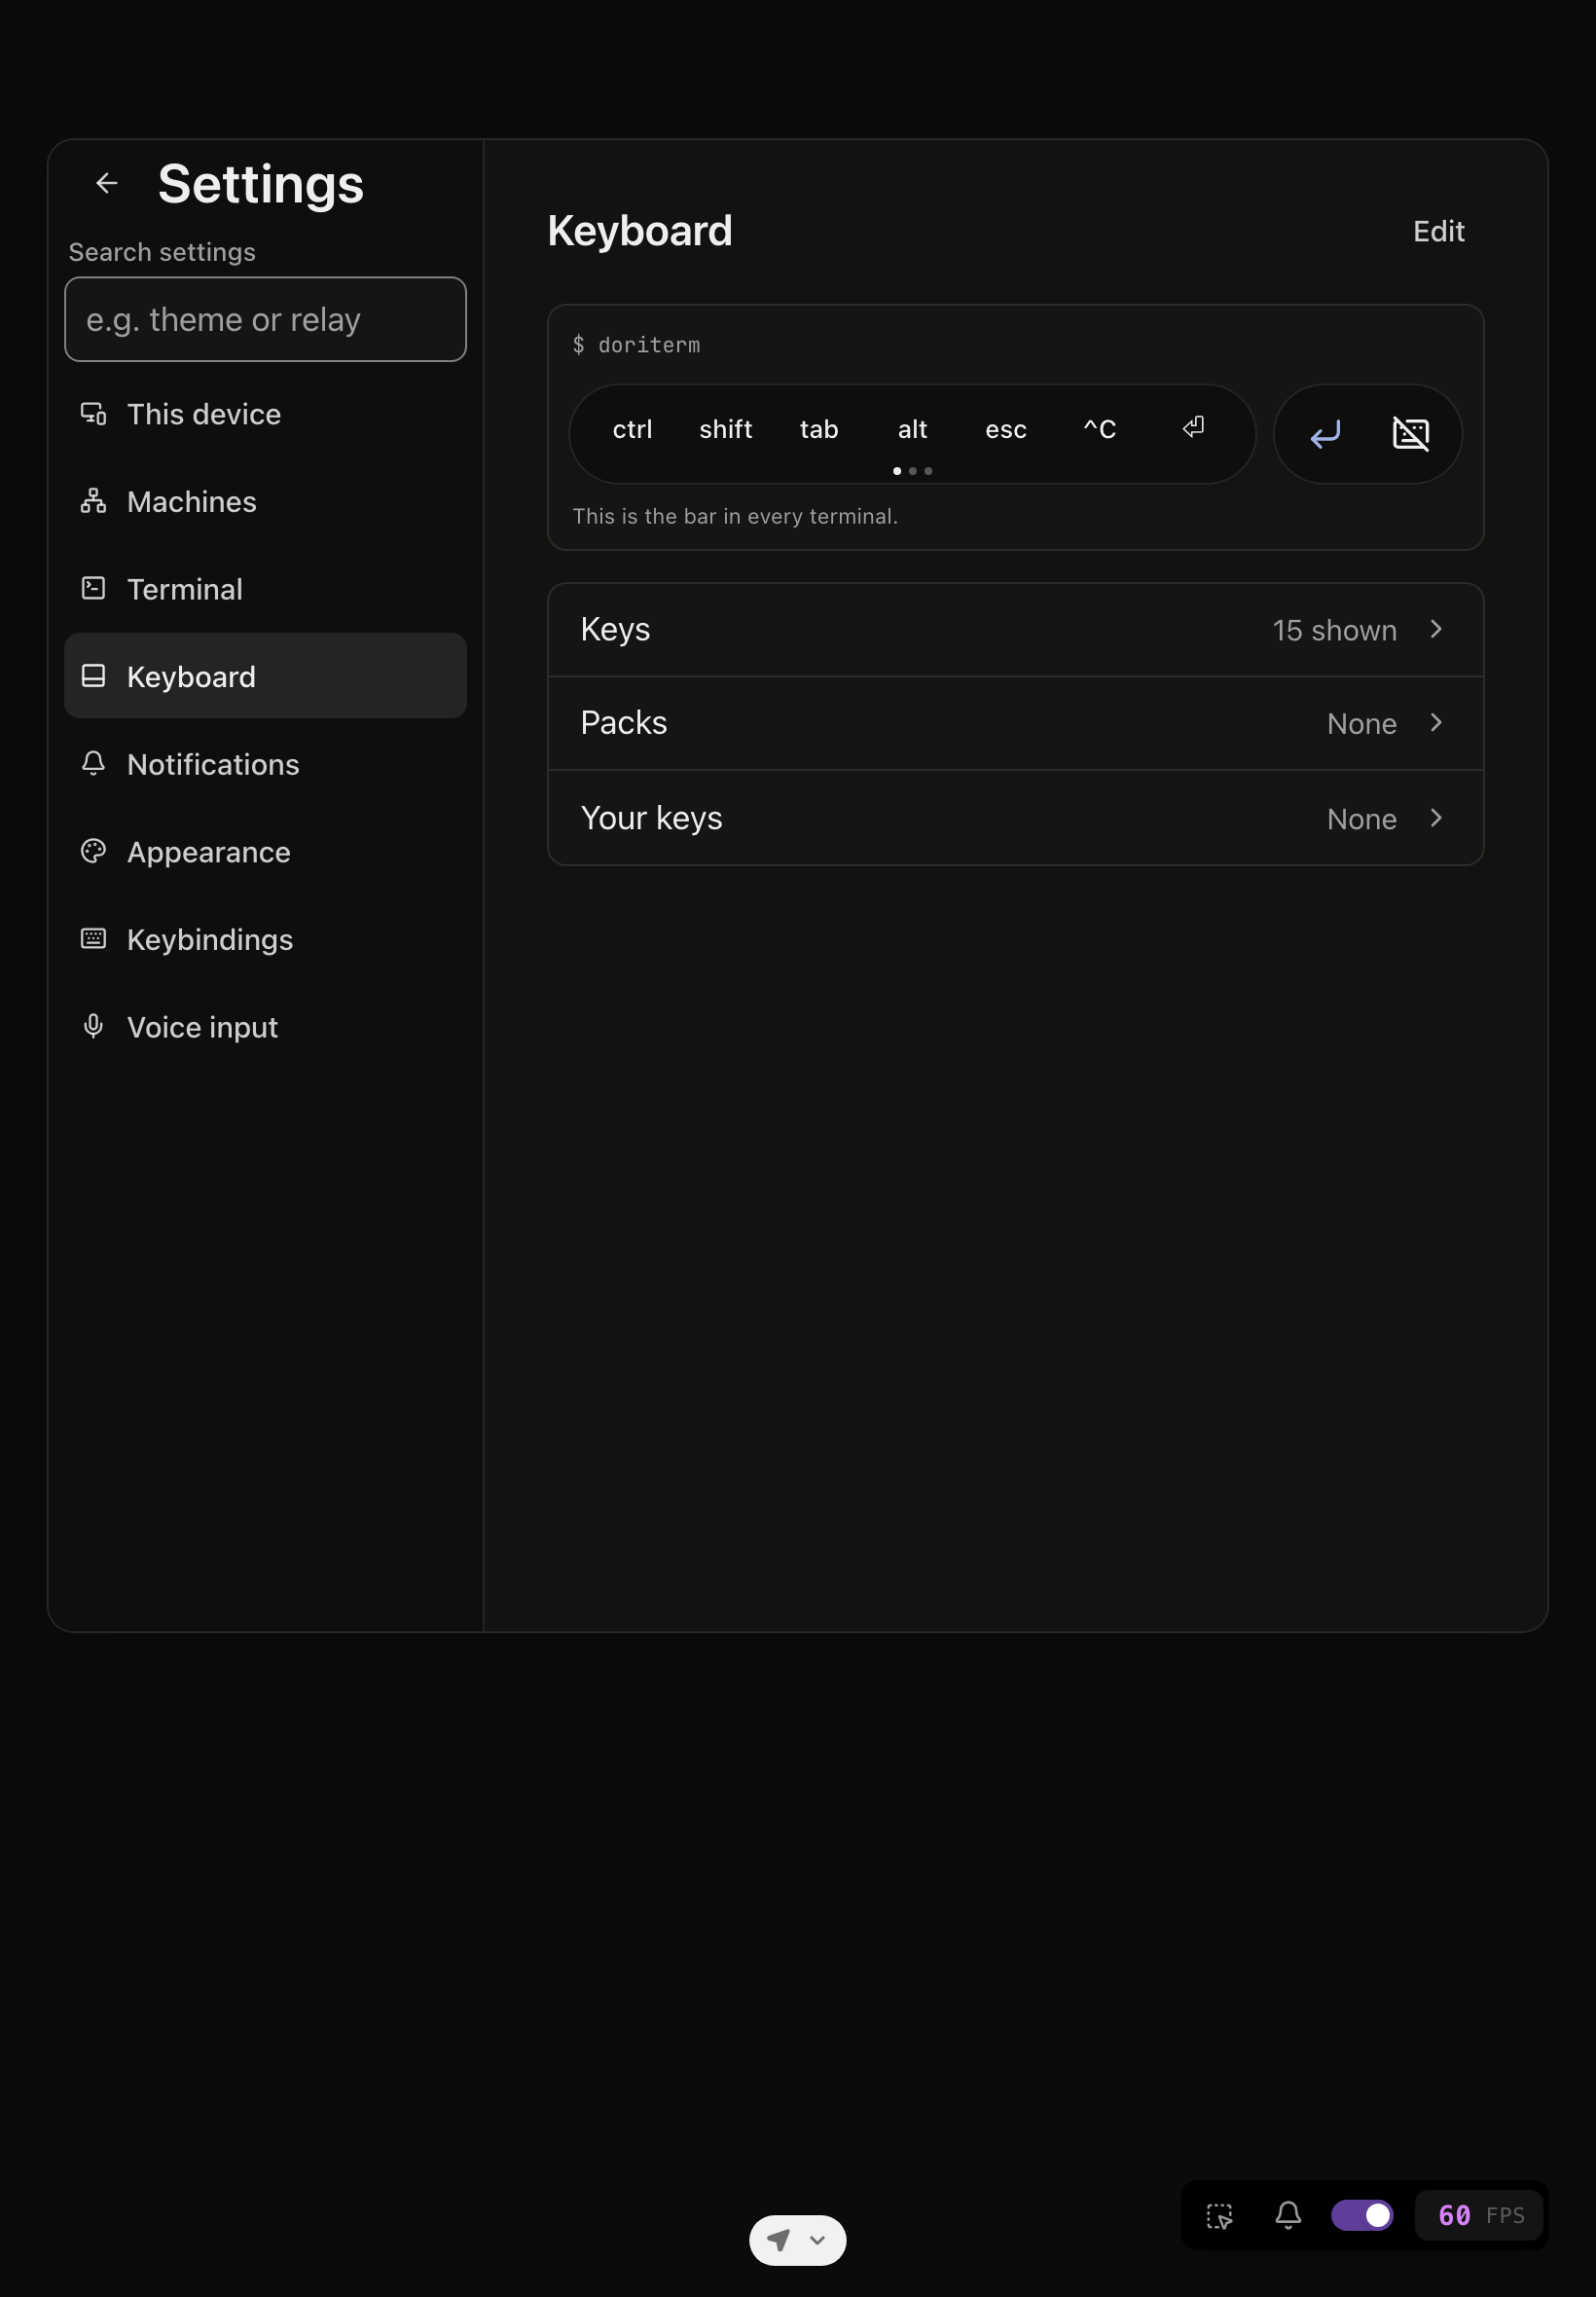 Settings
Search settings
e.g. theme or relay
This device
Machines
Terminal
Keyboard
Notifications
Appearance
Keybindings
Voice input
Keyboard
Edit
$ doriterm
ctrl shift tab alt esc ^C ⏎
This is the bar in every terminal.
Keys 15 shown
Packs None
Your keys None
60 FPS